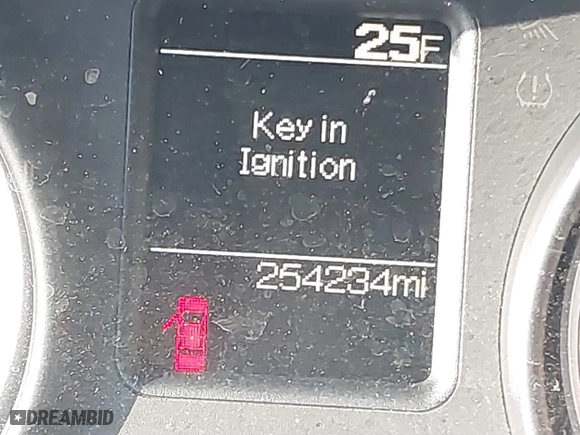 25F
Key in
Ignition
254234mi
DREAMBID